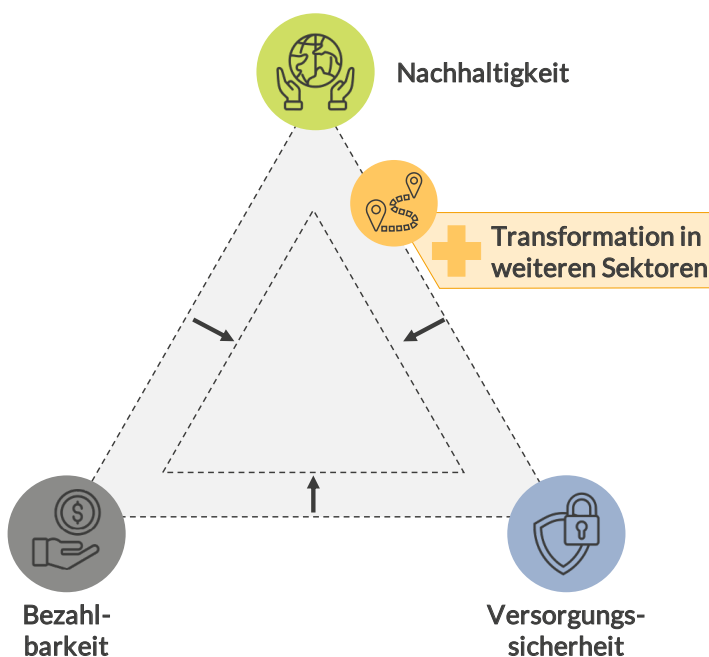 Nachhaltigkeit
Transformation in
weiteren Sektoren
$
Bezahl-
barkeit
Versorgungs-
sicherheit